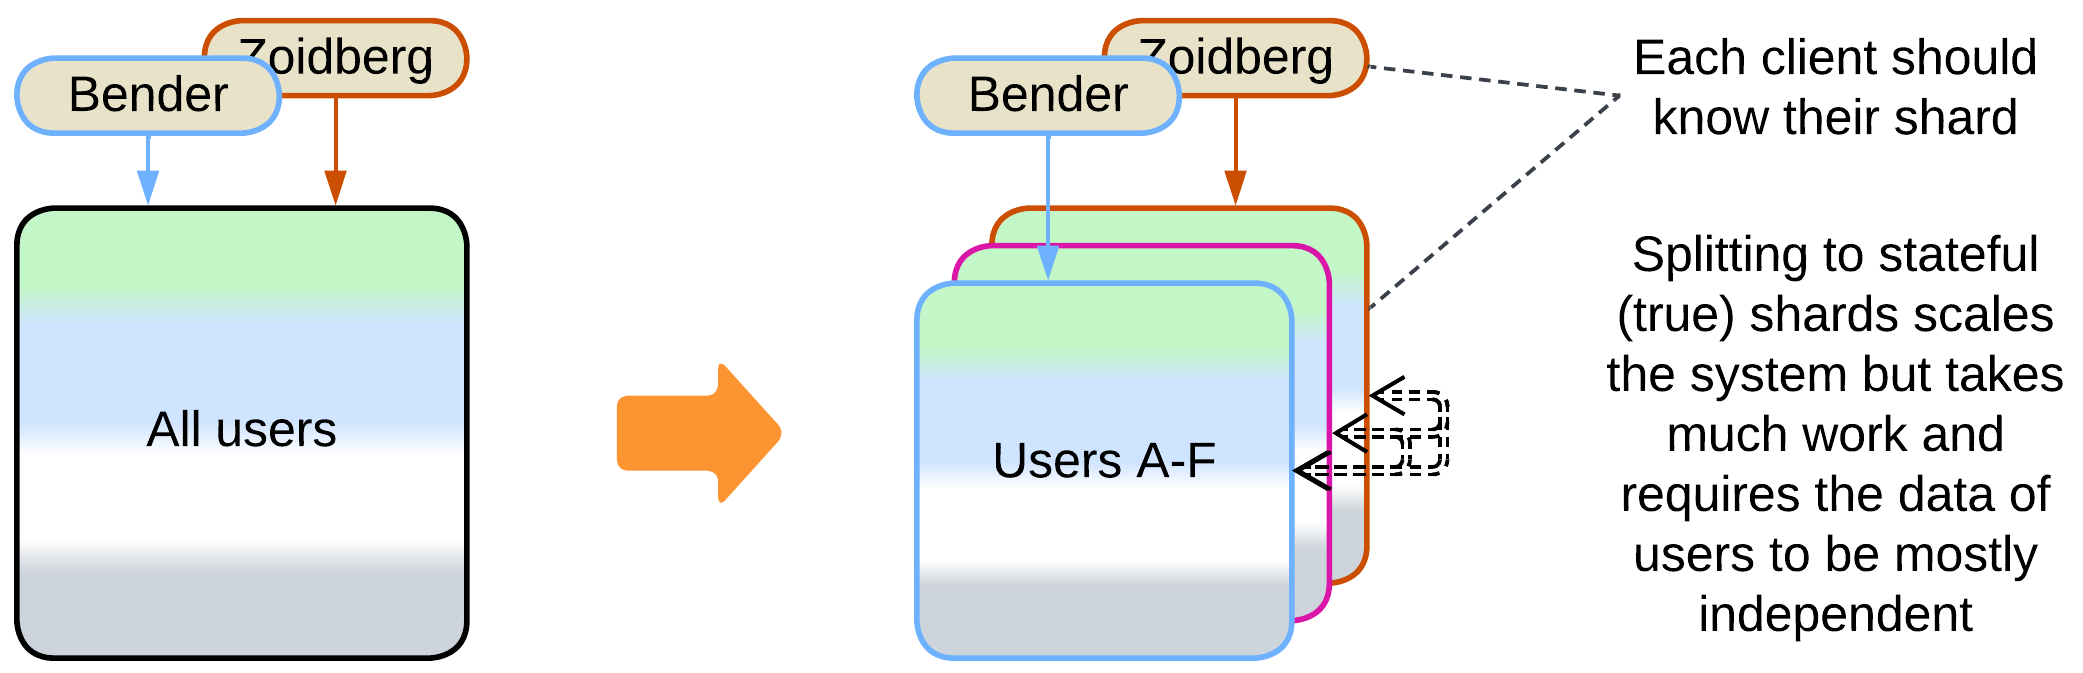 Zoidberg
Bender
All users
Zoidberg
Bender
Users A-F
Each client should
know their shard
Splitting to stateful
(true) shards scales
the system but takes
much work and
requires the data of
users to be mostly
independent